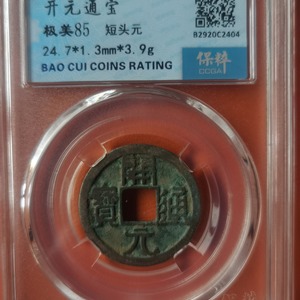 开元通宝
极美85 短头元
24.7*1.3mm*3.9g
BAO CUI COINS RATING
B2920C2404
保粹
CCGA
開
寶 通
元